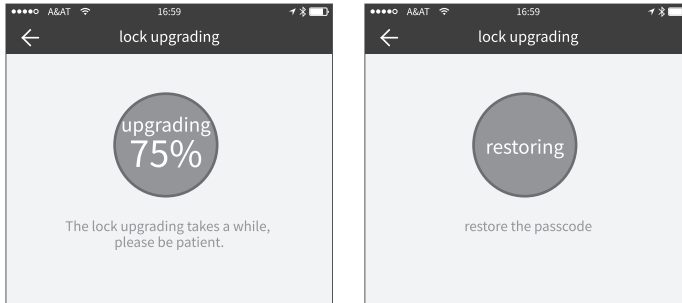 A&AT 16:59
lock upgrading
upgrading
75%
The lock upgrading takes a while,
please be patient.
A&AT 16:59
lock upgrading
restoring
restore the passcode